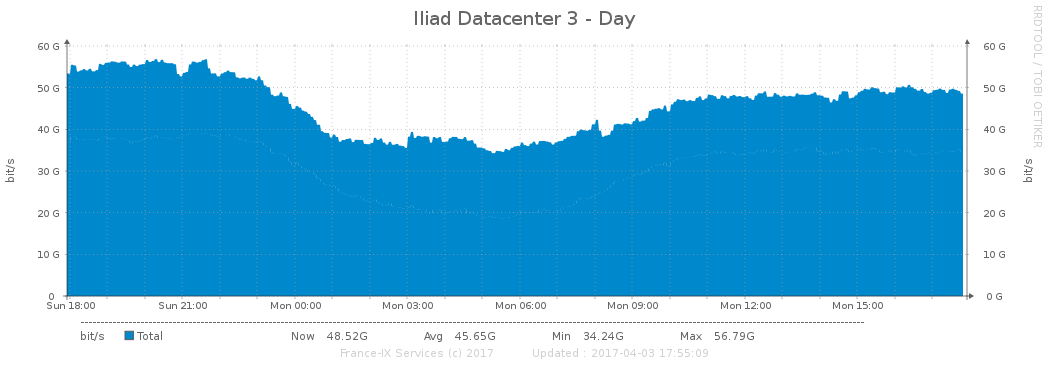 Iliad Datacenter 3 - Day
RRDTOOL / TOBI OETIKER
60 G 60 G
50 G 50 G
40 G 40 G
30 G 30 G
20 G 20 G
10 G 10 G
0 0 G
bit/s bit/s
Sun 18:00 Sun 21:00 Mon 00:00 Mon 03:00 Mon 06:00 Mon 09:00 Mon 12:00 Mon 15:00
bit/s Total Now 48.52G Avg 45.65G Min 34.24G Max 56.79G
France-IX Services (c) 2017 Updated : 2017-04-03 17:55:09